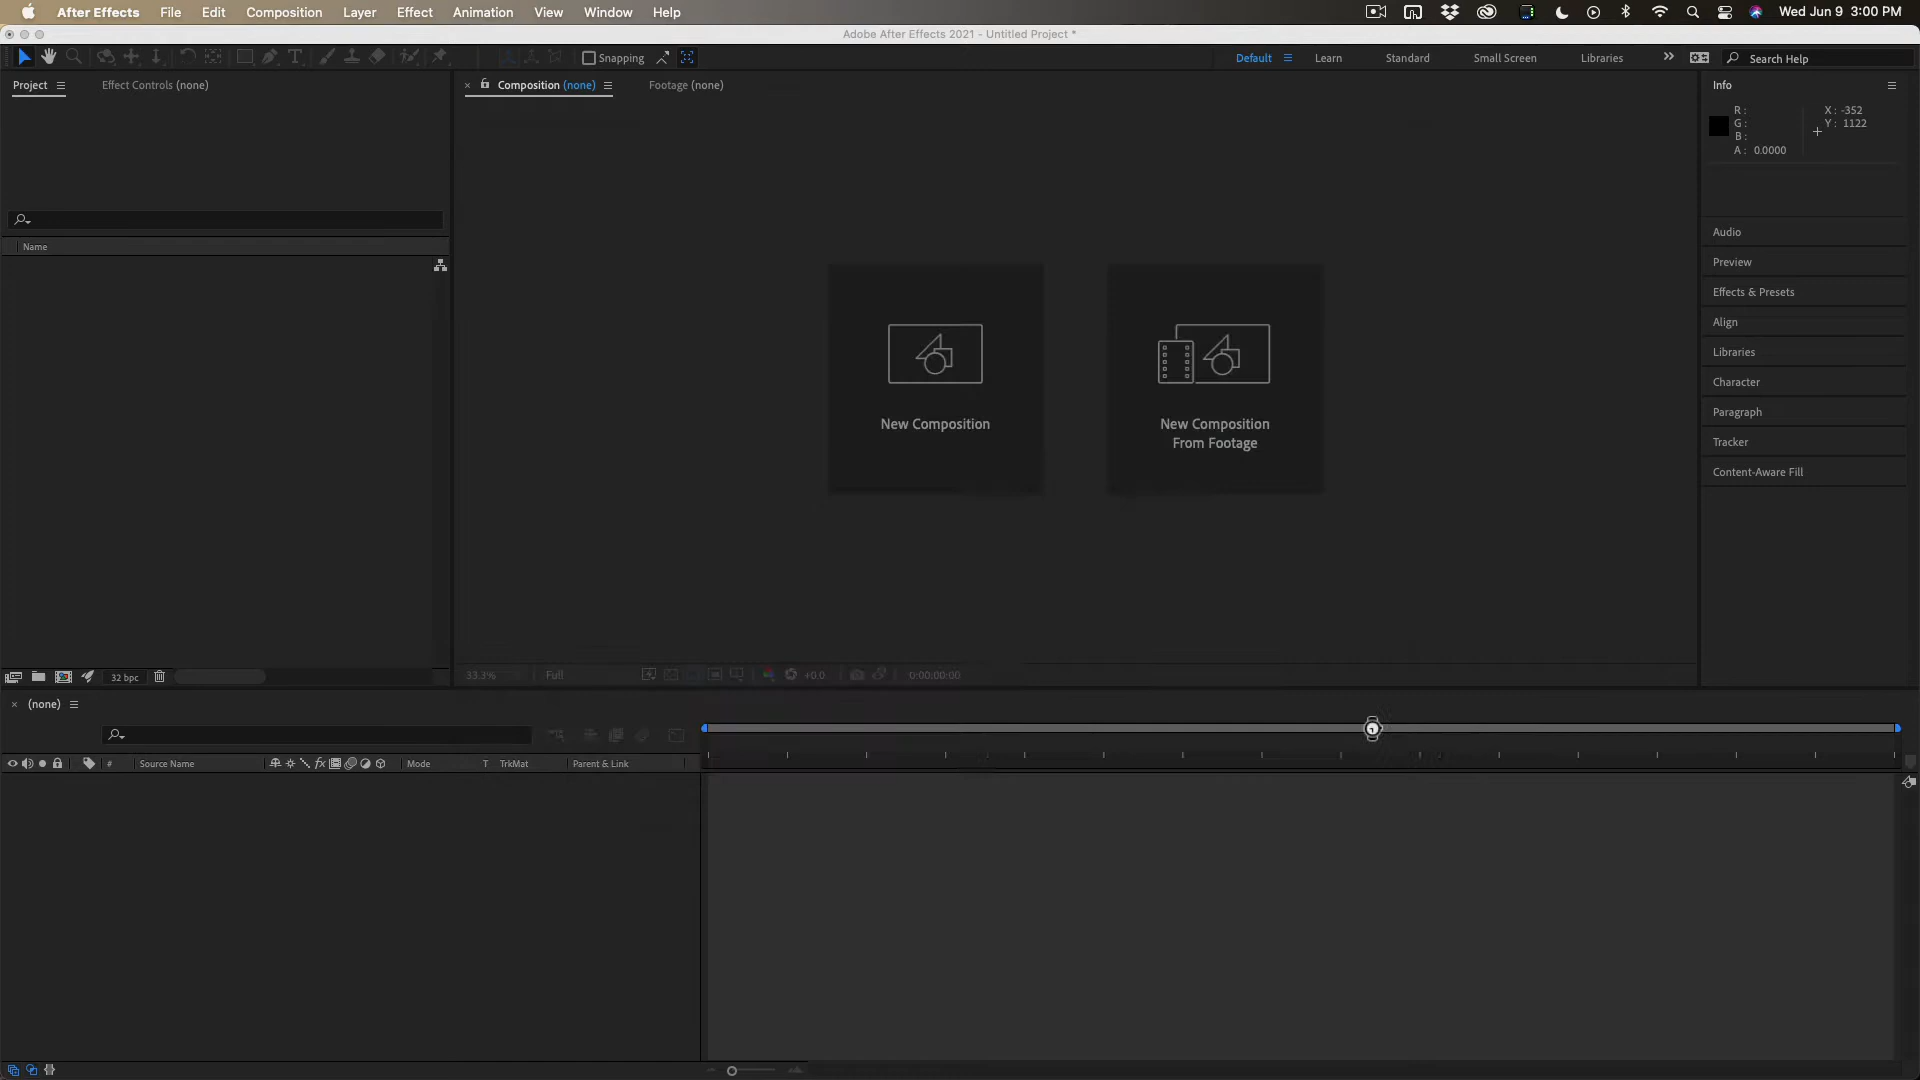 After Effects File Edit Composition Layer Effect Animation View Window Help Wed Jun 9 3:00 PM
Adobe After Effects 2021 - Untitled Project *
Snapping Default Learn Standard Small Screen Libraries Search Help
Project Effect Controls (none) Composition (none) Footage (none) Info
R: X: -352
G: Y: 1122
B:
A: 0.0000
Name
Audio
Preview
Effects & Presets
Align
Libraries
Character
Paragraph
Tracker
Content-Aware Fill
New Composition
New Composition
From Footage
32 bpc 33.3% Full +0.0 0:00:00:00
(none)
# Source Name Mode T TrkMat Parent & Link